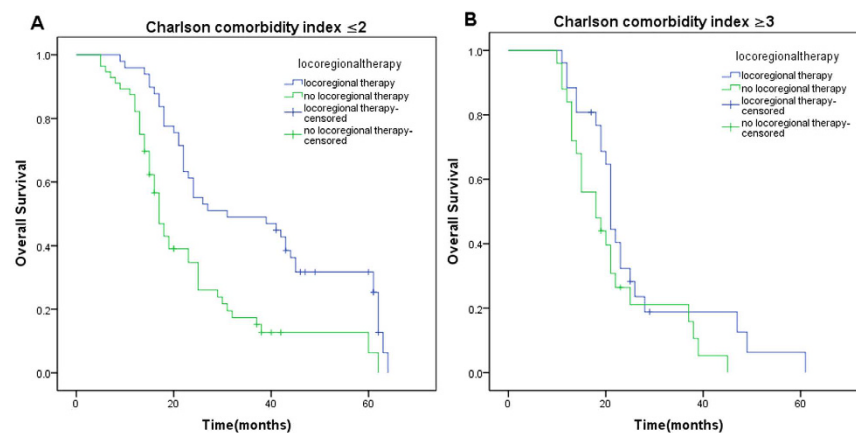 A
Charlson comorbidity index ≤2
Overall Survival
1.0
0.8
0.6
0.4
0.2
0.0
locoregionaltherapy
locoregional therapy
no locoregional therapy
locoregional therapy-
censored
no locoregional therapy-
censored
0
20
40
60
Time(months)
B
Charlson comorbidity index ≥3
Overall Survival
1.0
0.8
0.6
0.4
0.2
0.0
locoregionaltherapy
locoregional therapy
no locoregional therapy
locoregional therapy-
censored
no locoregional therapy-
censored
0
20
40
60
Time(months)